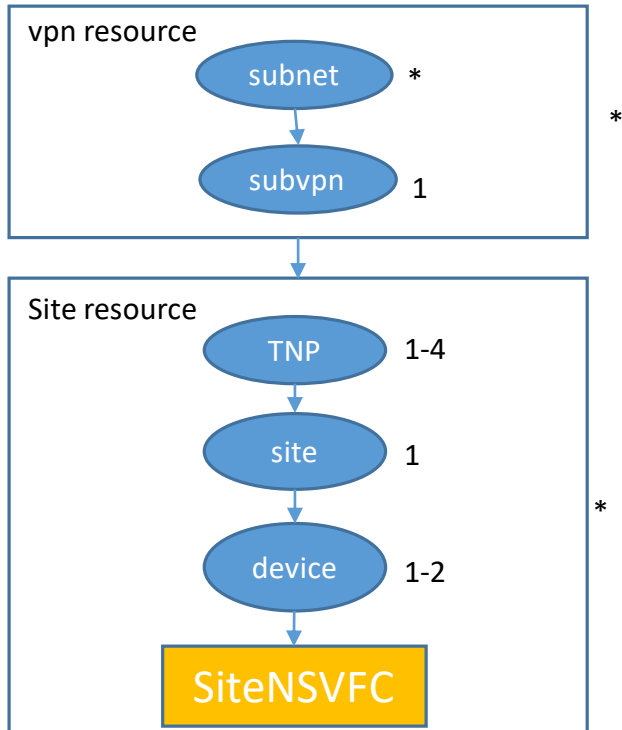 vpn resource
subnet *
*
subvpn 1
Site resource
TNP 1-4
site 1
*
device 1-2
SiteNSVFC